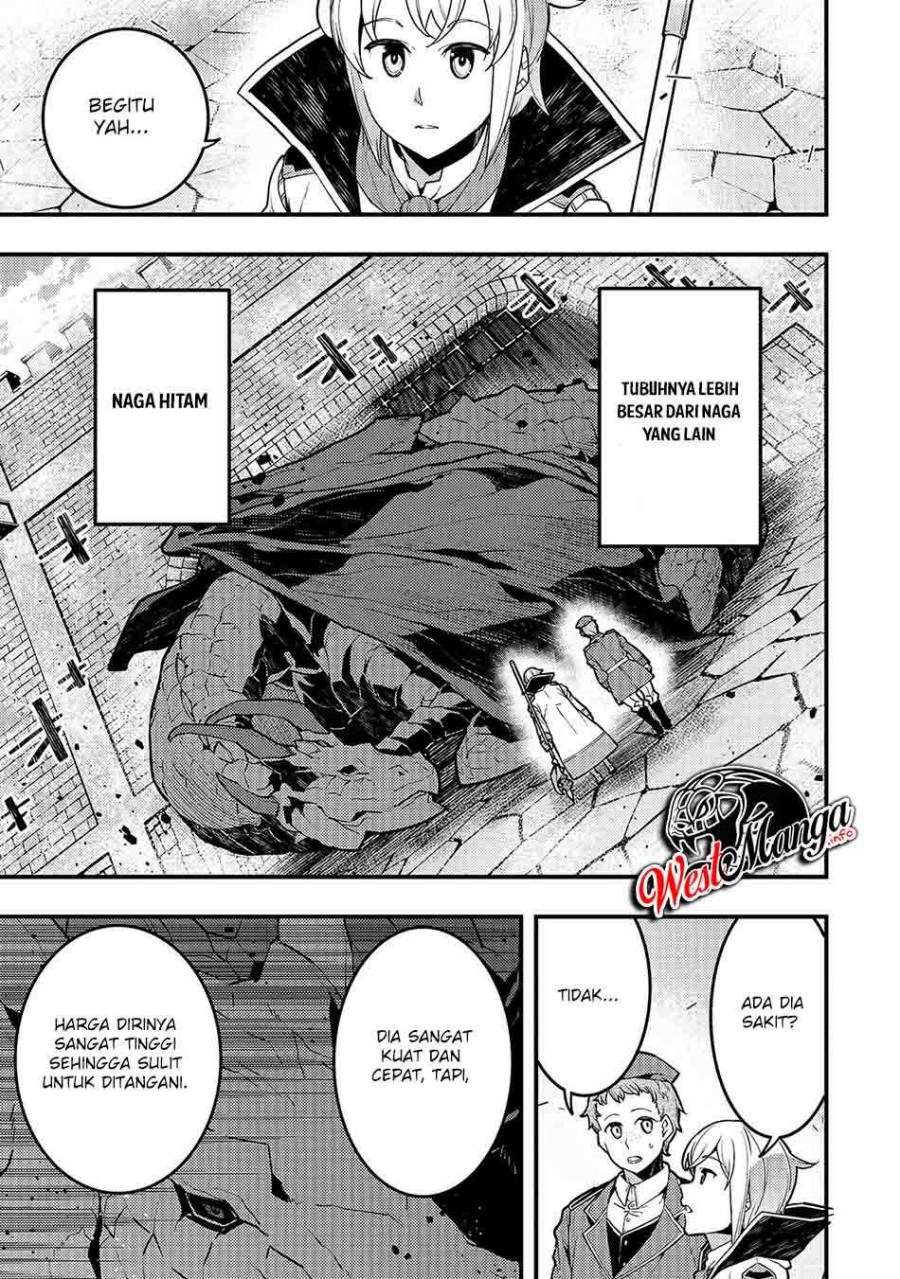 BEGITU
YAH...
TUBUHNYA LEBIH
BESAR DARI NAGA
YANG LAIN
NAGA HITAM
WestManga
.info
ADA DIA
SAKIT?
TIDAK...
DIA SANGAT
KUAT DAN
CEPAT, TAPI,
HARGA DIRINYA
SANGAT TINGGI
SEHINGGA SULIT
UNTUK DITANGANI.